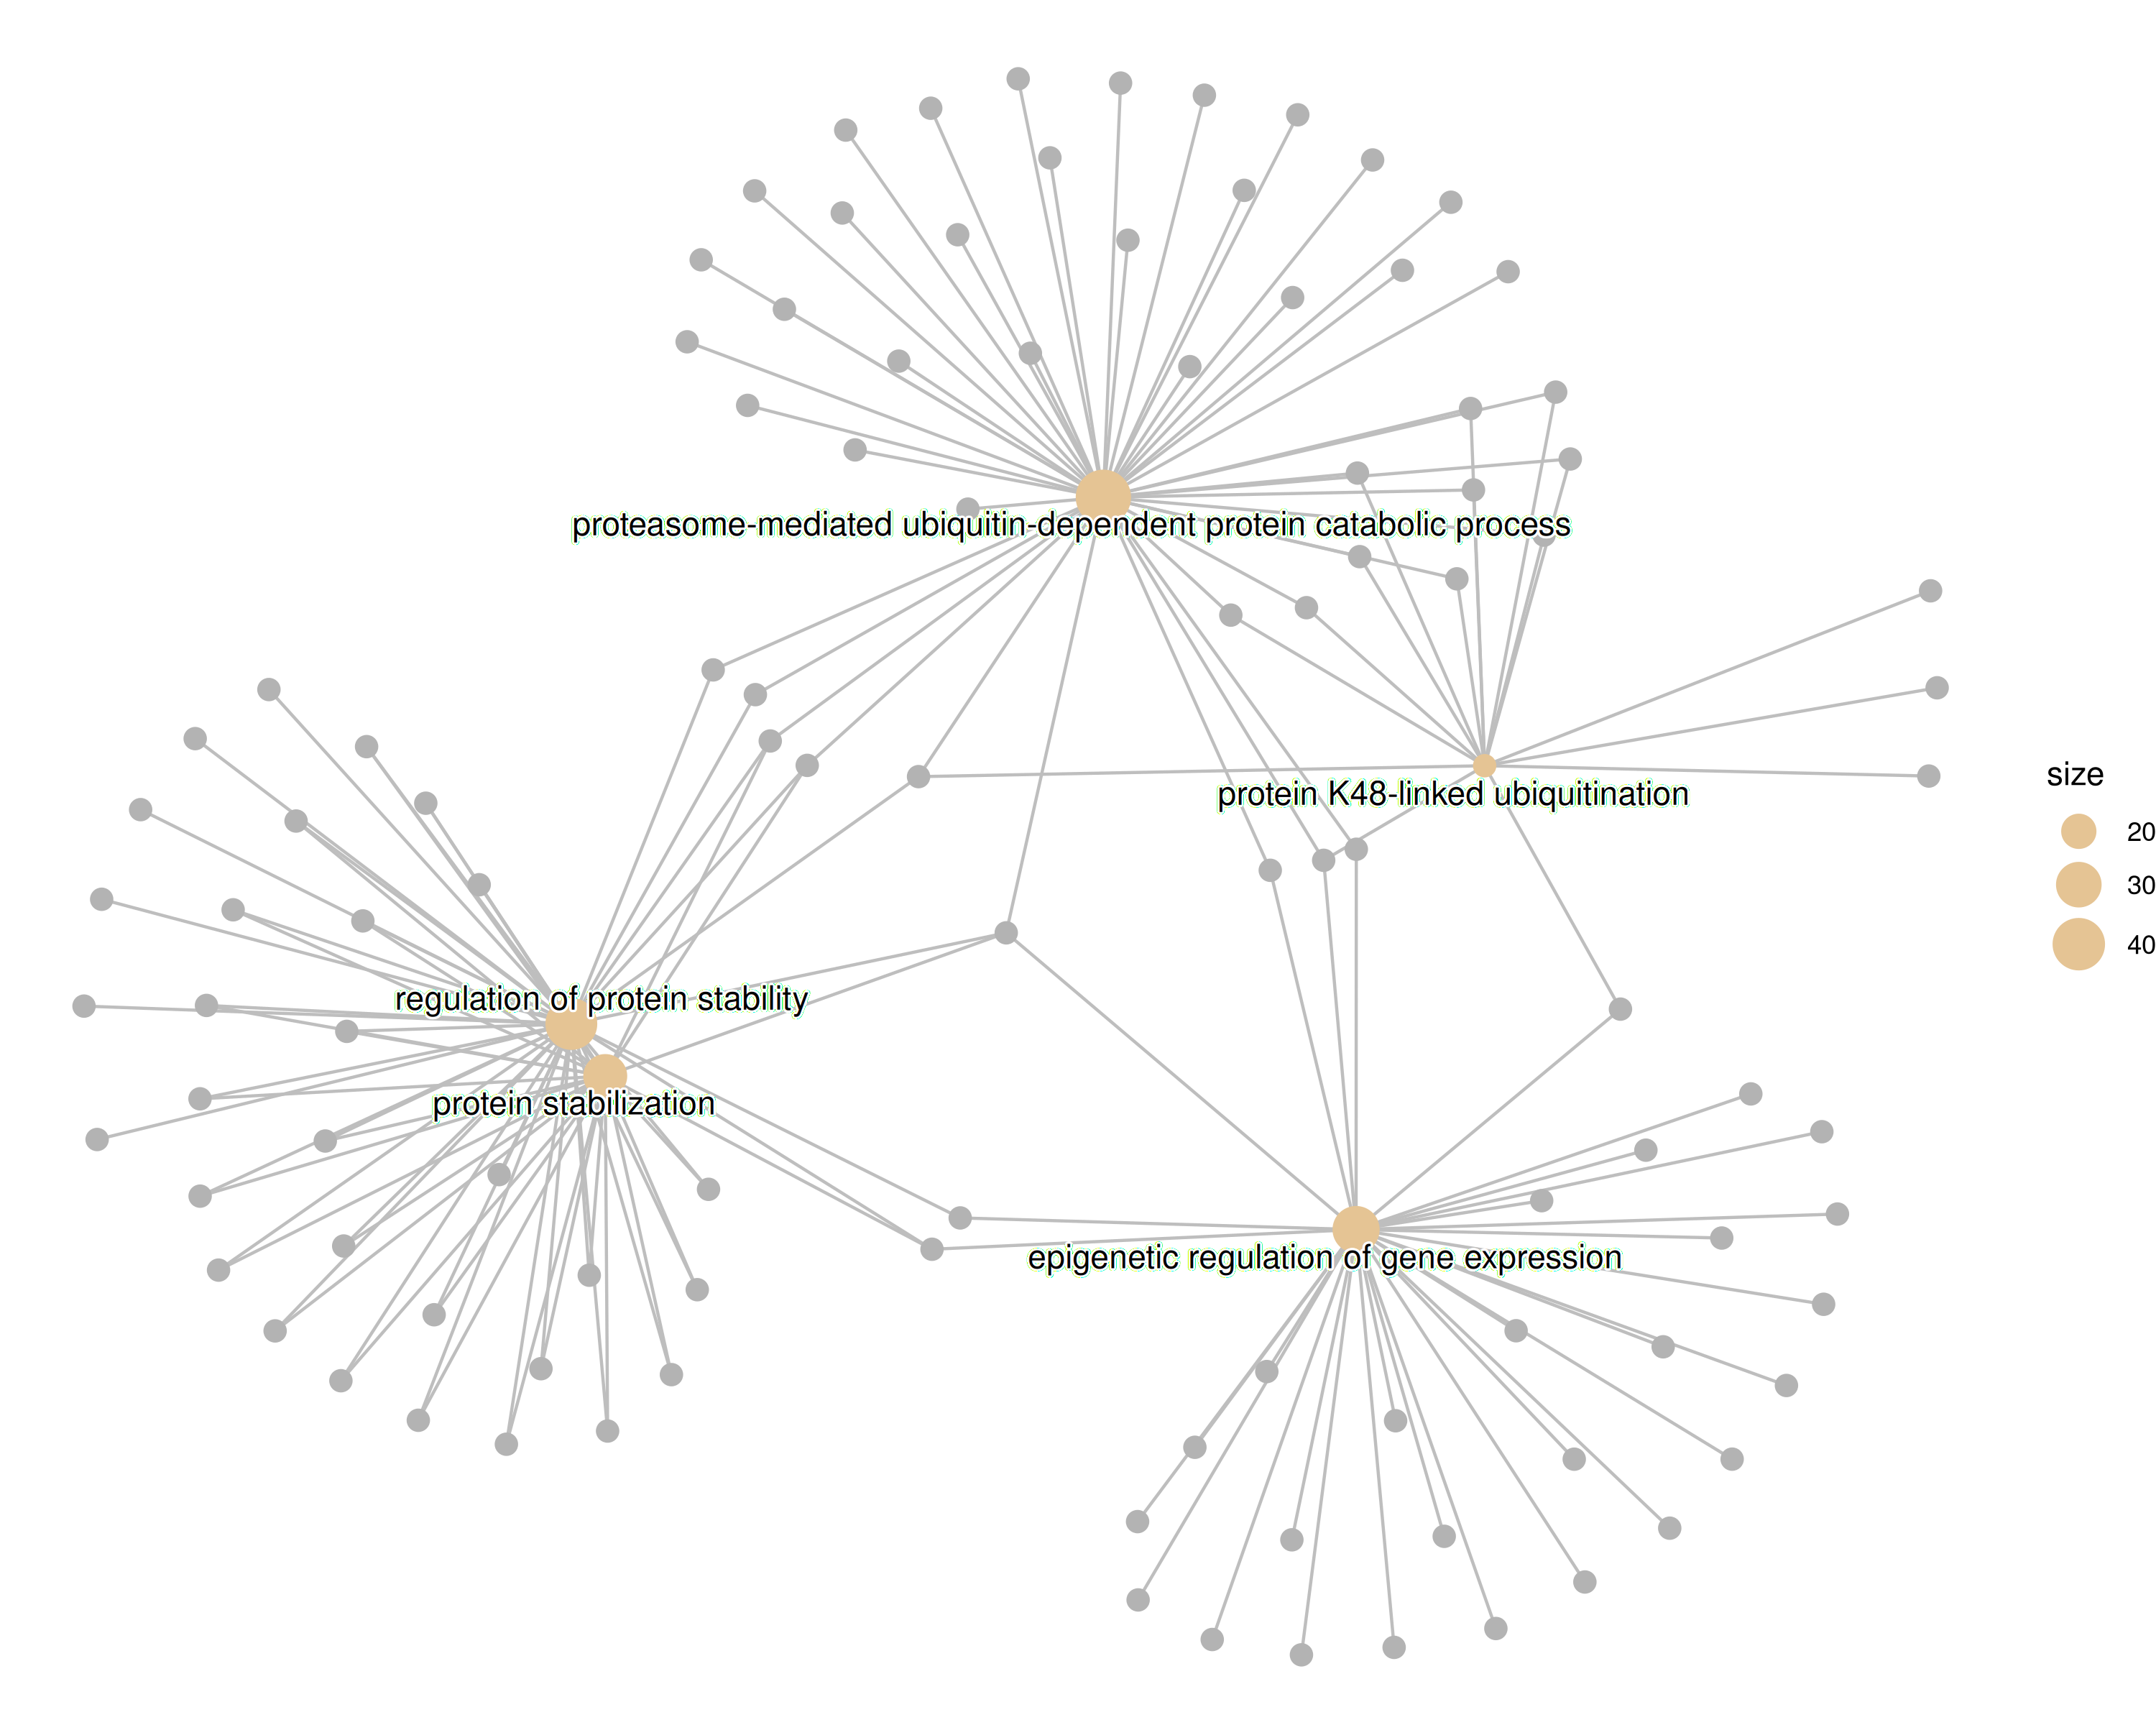 proteasome-mediated ubiquitin-dependent protein catabolic process
protein K48-linked ubiquitination
regulation of protein stability
protein stabilization
epigenetic regulation of gene expression
size
20
30
40